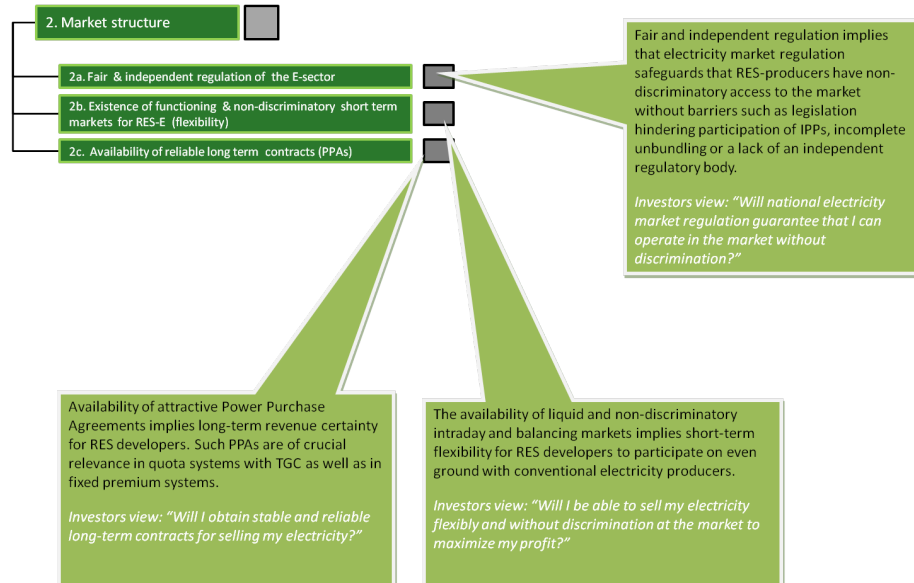 2. Market structure
2a. Fair & independent regulation of the E-sector
2b. Existence of functioning & non-discriminatory short term
markets for RES-E (flexibility)
2c. Availability of reliable long term contracts (PPAs)
Fair and independent regulation implies
that electricity market regulation
safeguards that RES-producers have non-
discriminatory access to the market
without barriers such as legislation
hindering participation of IPPs, incomplete
unbundling or a lack of an independent
regulatory body.
Investors view: “Will national electricity
market regulation guarantee that I can
operate in the market without
discrimination?”
Availability of attractive Power Purchase
Agreements implies long-term revenue certainty
for RES developers. Such PPAs are of crucial
relevance in quota systems with TGC as well as in
fixed premium systems.
Investors view: “Will I obtain stable and reliable
long-term contracts for selling my electricity?”
The availability of liquid and non-discriminatory
intraday and balancing markets implies short-term
flexibility for RES developers to participate on even
ground with conventional electricity producers.
Investors view: “Will I be able to sell my electricity
flexibly and without discrimination at the market to
maximize my profit?”